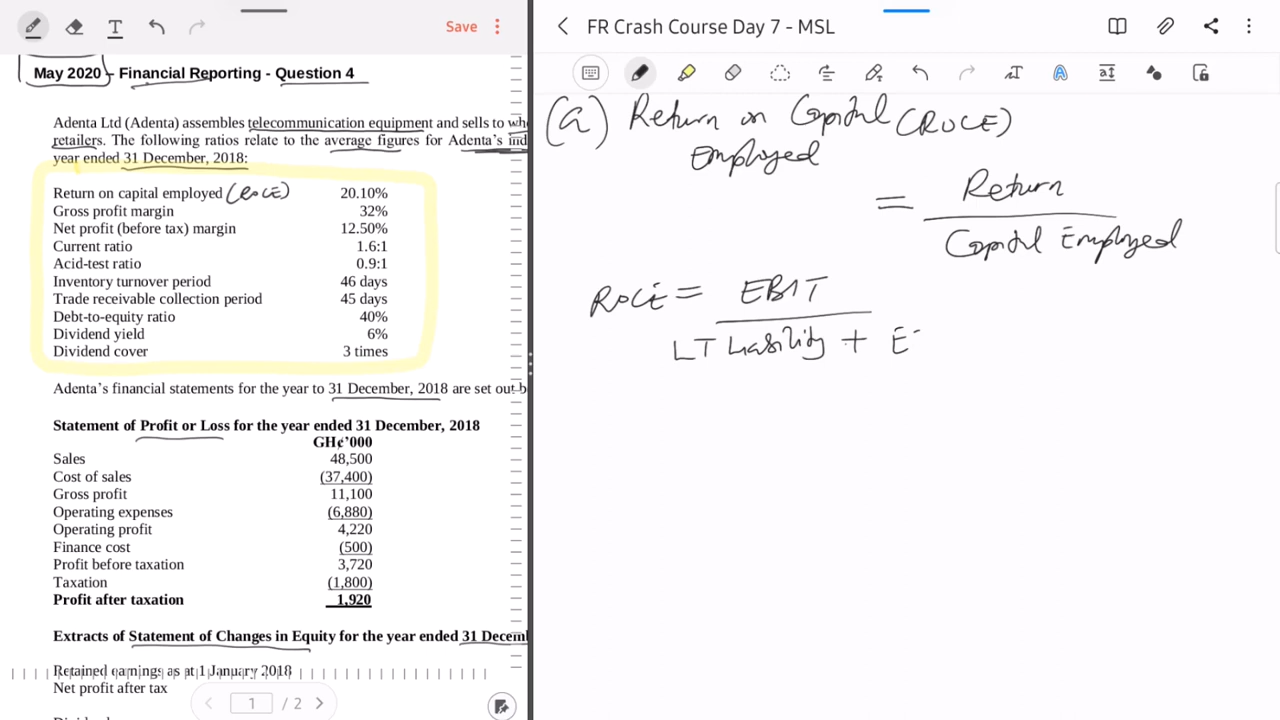 Save
May 2020 - Financial Reporting - Question 4
Adenta Ltd (Adenta) assembles telecommunication equipment and sells to
retailers. The following ratios relate to the average figures for Adenta's
year ended 31 December, 2018:
Return on capital employed (ROCE) 20.10%
Gross profit margin 32%
Net profit (before tax) margin 12.50%
Current ratio 1.6:1
Acid-test ratio 0.9:1
Inventory turnover period 46 days
Trade receivable collection period 45 days
Debt-to-equity ratio 40%
Dividend yield 6%
Dividend cover 3 times
Adenta's financial statements for the year to 31 December, 2018 are set out
Statement of Profit or Loss for the year ended 31 December, 2018
GH¢'000
Sales 48,500
Cost of sales (37,400)
Gross profit 11,100
Operating expenses (6,880)
Operating profit 4,220
Finance cost (500)
Profit before taxation 3,720
Taxation (1,800)
Profit after taxation 1,920
Extracts of Statement of Changes in Equity for the year ended 31
Retained earnings as at 1 January 2018
Net profit after tax
1 / 2
FR Crash Course Day 7 - MSL
(a) Return on Capital (ROCE)
Employed
= Return
Capital Employed
ROCE = EBIT
LT Liability + E